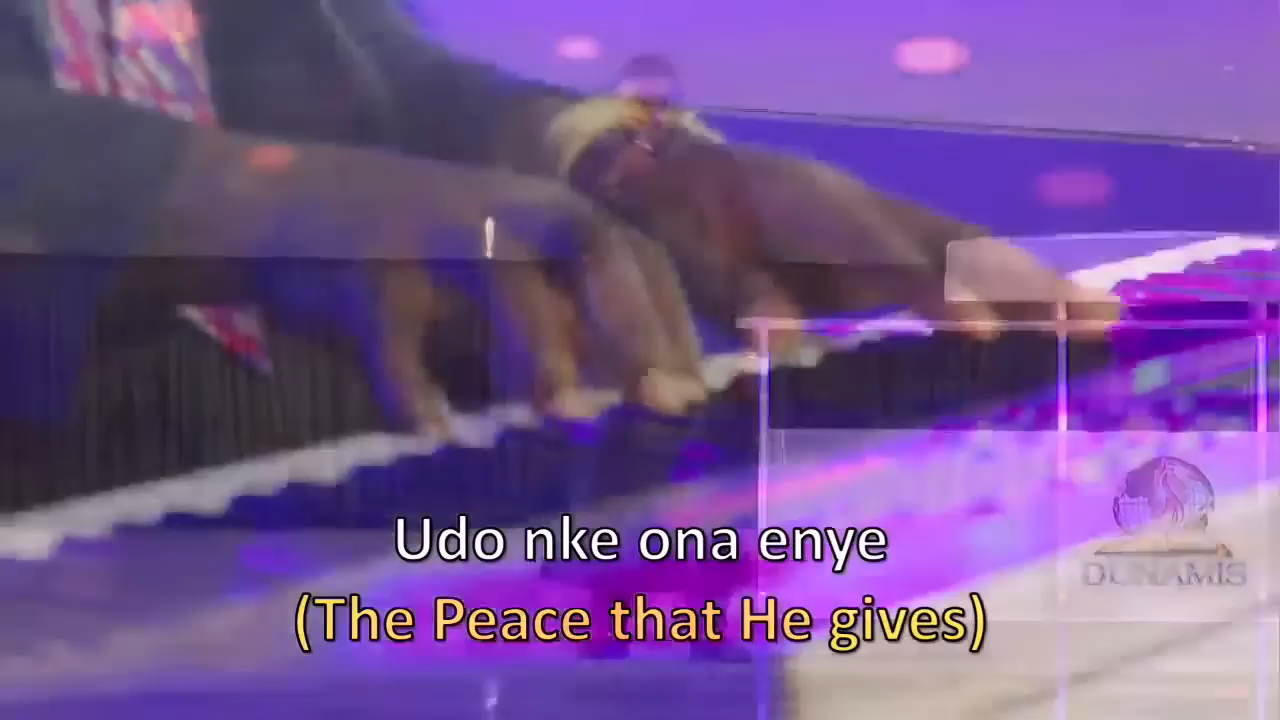 Udo nke ona enye
(The Peace that He gives)
DUNAMIS